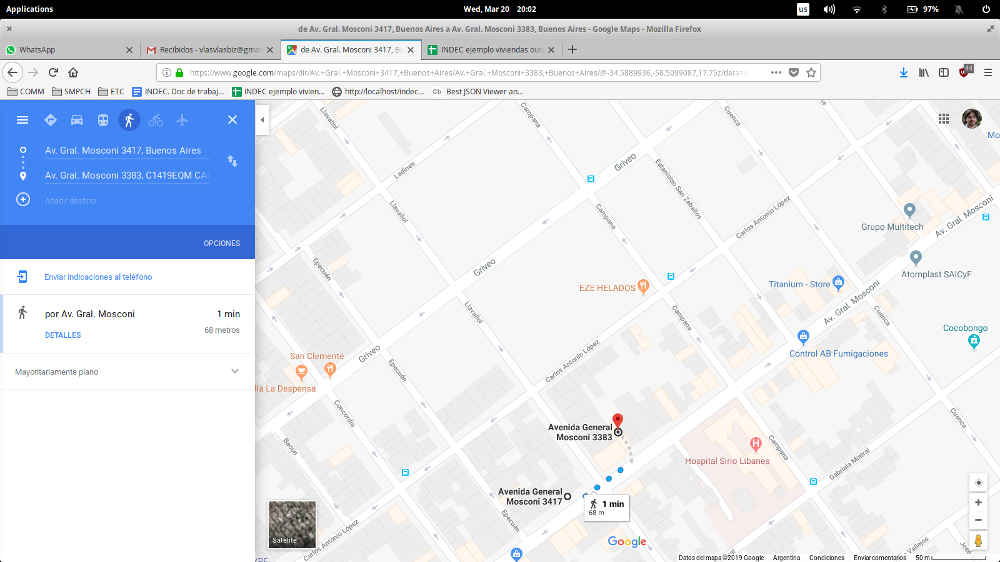 Applications
Wed, Mar 20 20:02
us
97%
de Av. Gral. Mosconi 3417, Buenos Aires a Av. Gral. Mosconi 3383, Buenos Aires - Google Maps - Mozilla Firefox
WhatsApp
Recibidos - vlasvlasbiz@gmai
de Av. Gral. Mosconi 3417, Bu
INDEC ejemplo viviendas outp
https://www.google.com/maps/dir/Av.+Gral.+Mosconi+3417,+Buenos+Aires/Av.+Gral.+Mosconi+3383,+Buenos+Aires/@-34.5889936,-58.5099087,17.75z/data=
44
COMM
SMPCH
ETC
INDEC. Doc de trabaj...
INDEC ejemplo vivien...
http://localhost/indec...
Cb
Best JSON Viewer an...
Av. Gral. Mosconi 3417, Buenos Aires
Av. Gral. Mosconi 3383, C1419EQM CA
Añadir destino
OPCIONES
Enviar indicaciones al teléfono
por Av. Gral. Mosconi
1 min
68 metros
DETALLES
Mayoritariamente plano
Satélite
Llavallol
Campana
Cuenca
Mo
Ladines
Griveo
Estanislao San Zeballos
Llavallol
Campana
Carlos Antonio López
Av. Gral. Mosconi
Grupo Multitech
Atomplast SAICyF
Epecuén
Griveo
EZE HELADOS
Titanium - Store
Av. Gral. Mosconi
Llavallol
Campana
Cuenca
Cocobongo
Griveo
San Clemente
Epecuén
Carlos Antonio López
Control AB Fumigaciones
lla La Despensa
Concordia
Cuenca
Avenida General
Mosconi 3383
Bacon
Hospital Sirio Libanes
H
Campana
Gabriela Mistral
Avenida General
Mosconi 3417
1 min
68 m
Epecuén
Carlos Antonio López
Google
Vallejos
José
YPF
Datos del mapa ©2019 Google
Argentina
Condiciones
Enviar comentarios
50 m